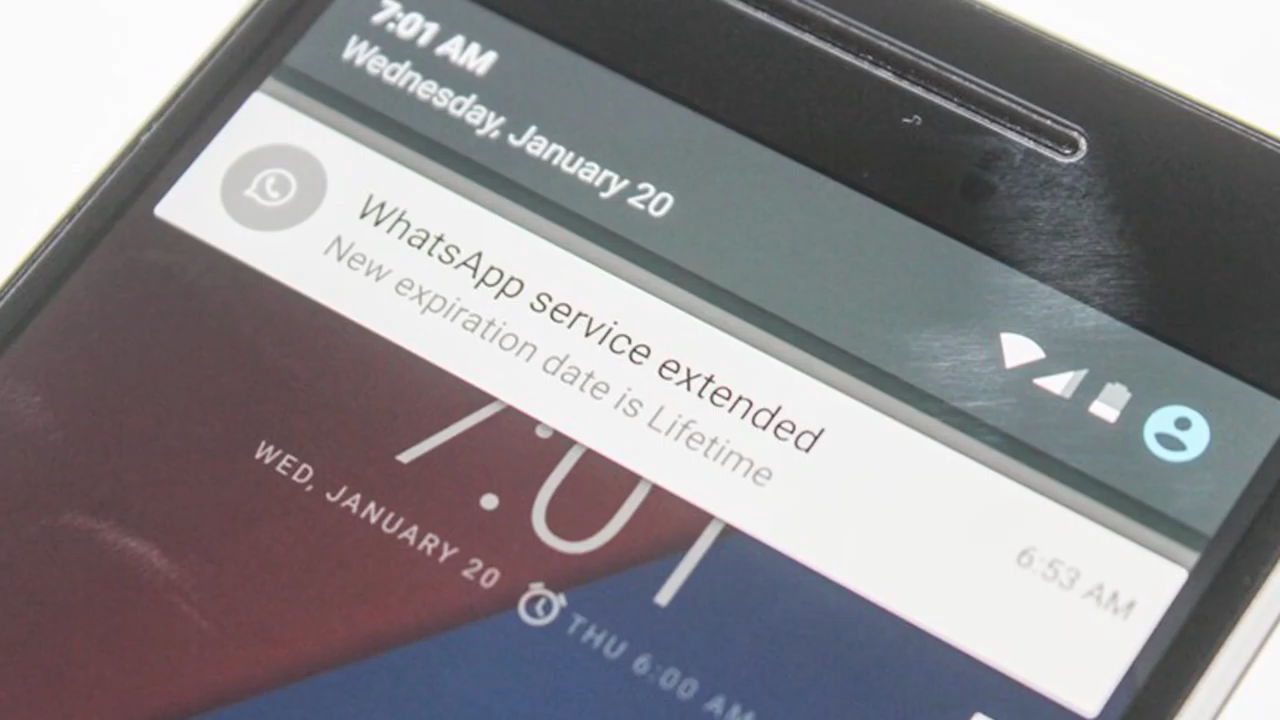 7:01 AM
Wednesday, January 20
WhatsApp service extended
New expiration date is Lifetime
6:53 AM
7:01
WED, JANUARY 20
THU 6:00 AM